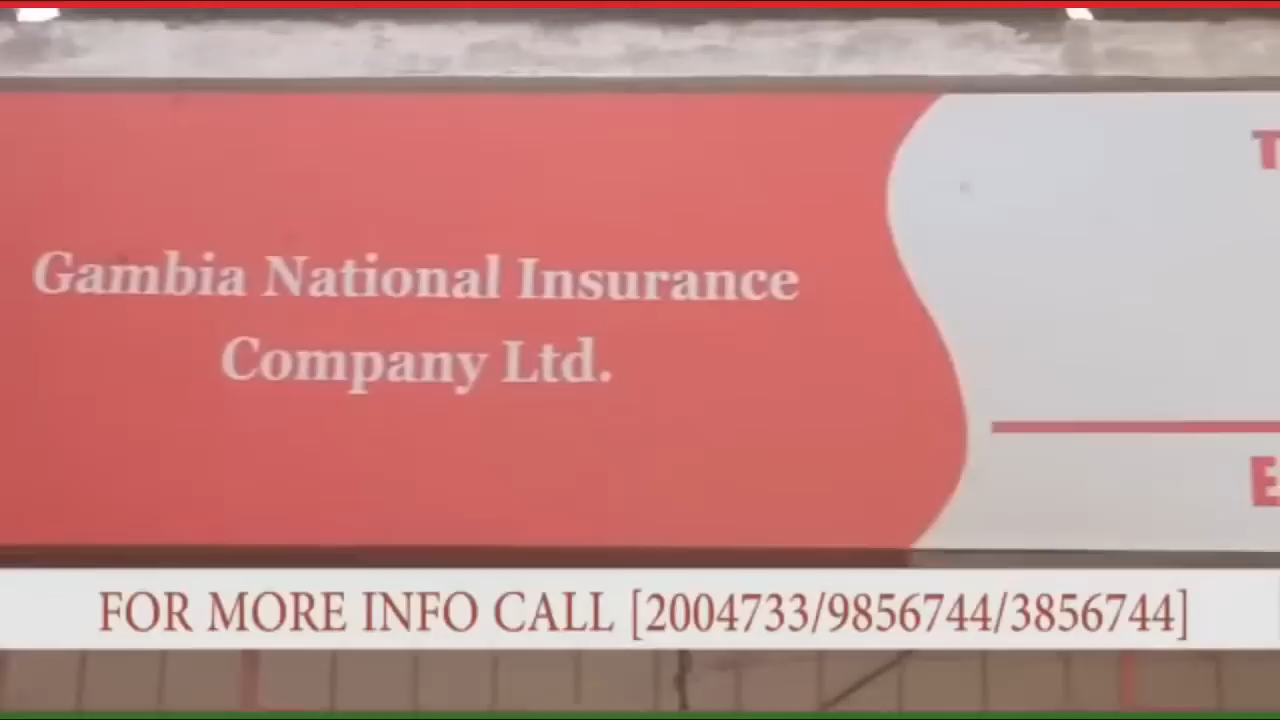 Gambia National Insurance
Company Ltd.
FOR MORE INFO CALL [2004733/9856744/3856744]